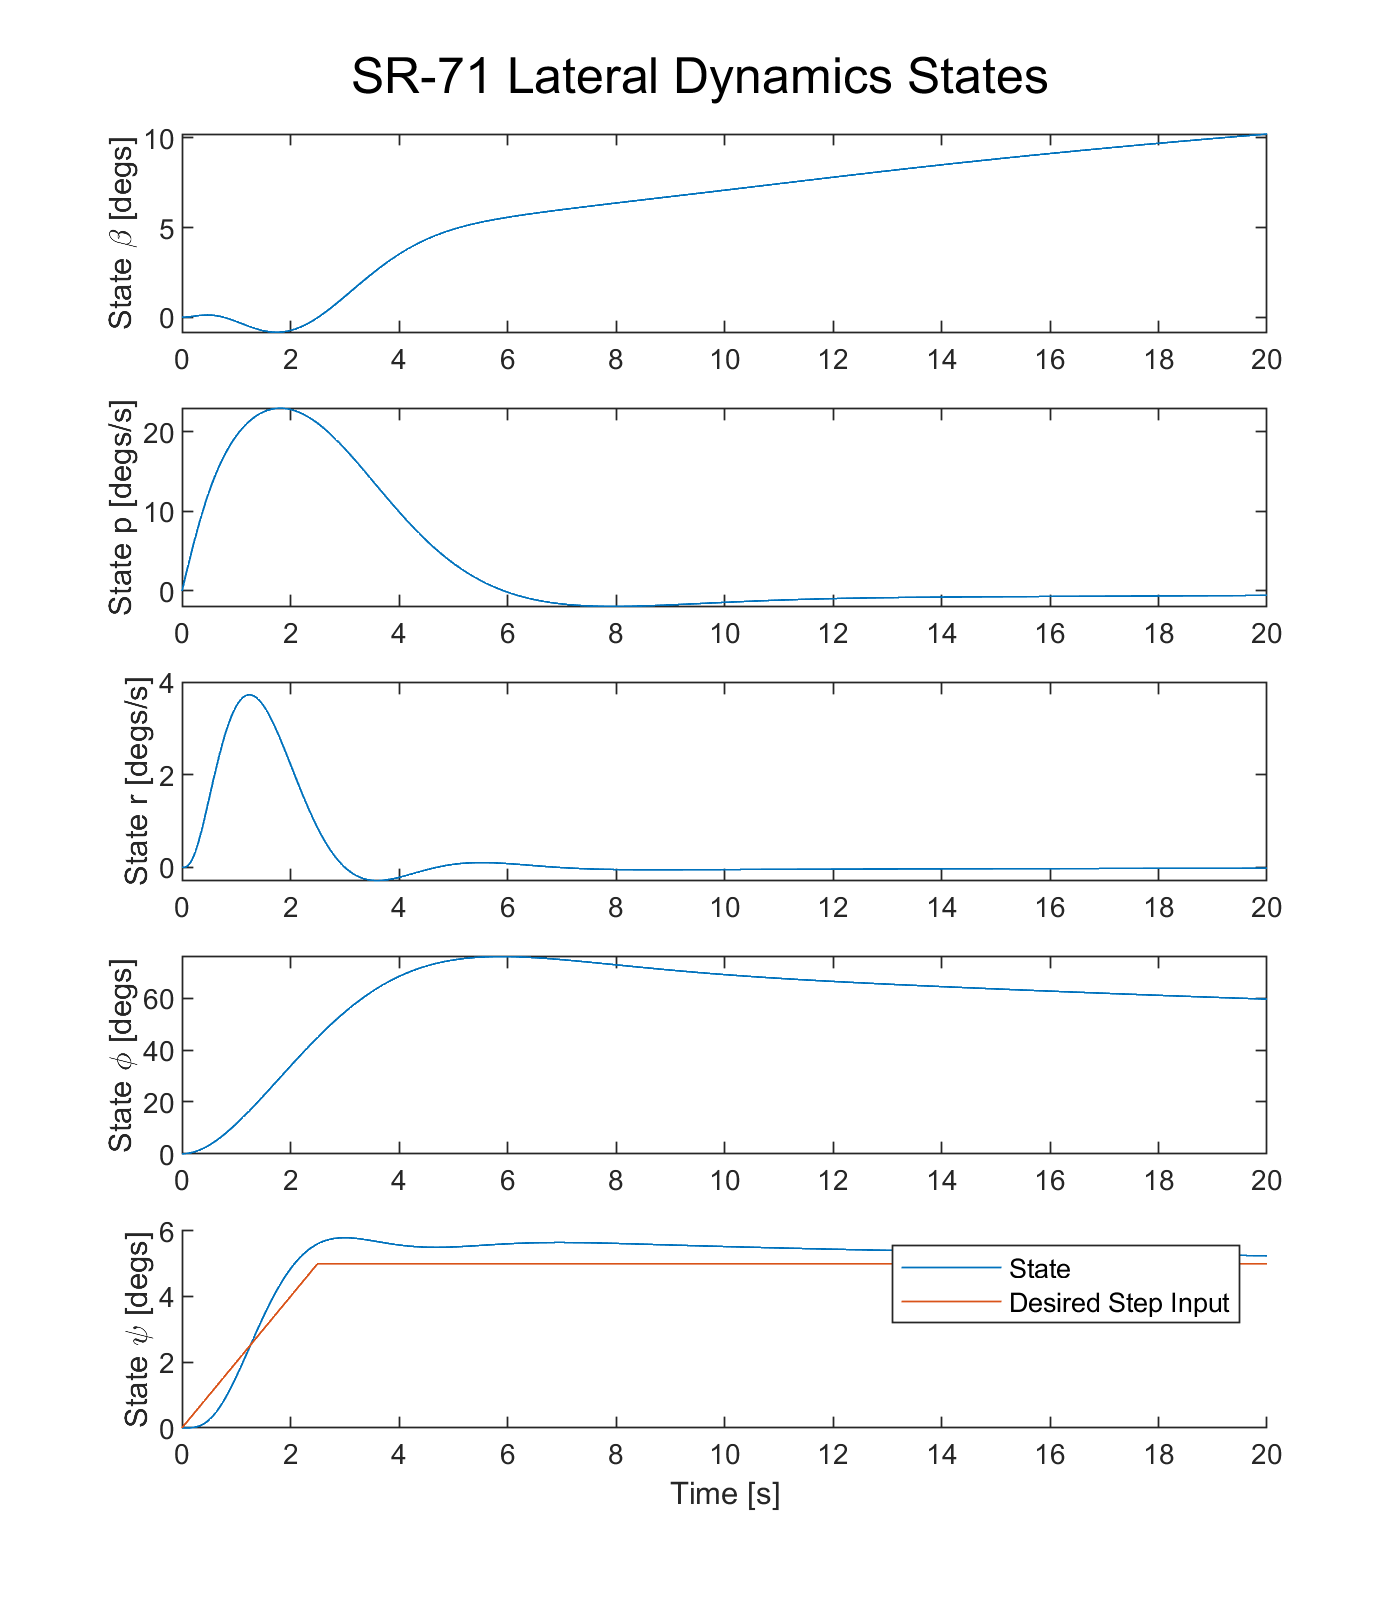 SR-71 Lateral Dynamics States
State β [degs]
10
5
0
0 2 4 6 8 10 12 14 16 18 20
State p [degs/s]
20
10
0
0 2 4 6 8 10 12 14 16 18 20
State r [degs/s]
4
2
0
0 2 4 6 8 10 12 14 16 18 20
State ϕ [degs]
60
40
20
0
0 2 4 6 8 10 12 14 16 18 20
State ψ [degs]
6
4
2
0
State
Desired Step Input
0 2 4 6 8 10 12 14 16 18 20
Time [s]